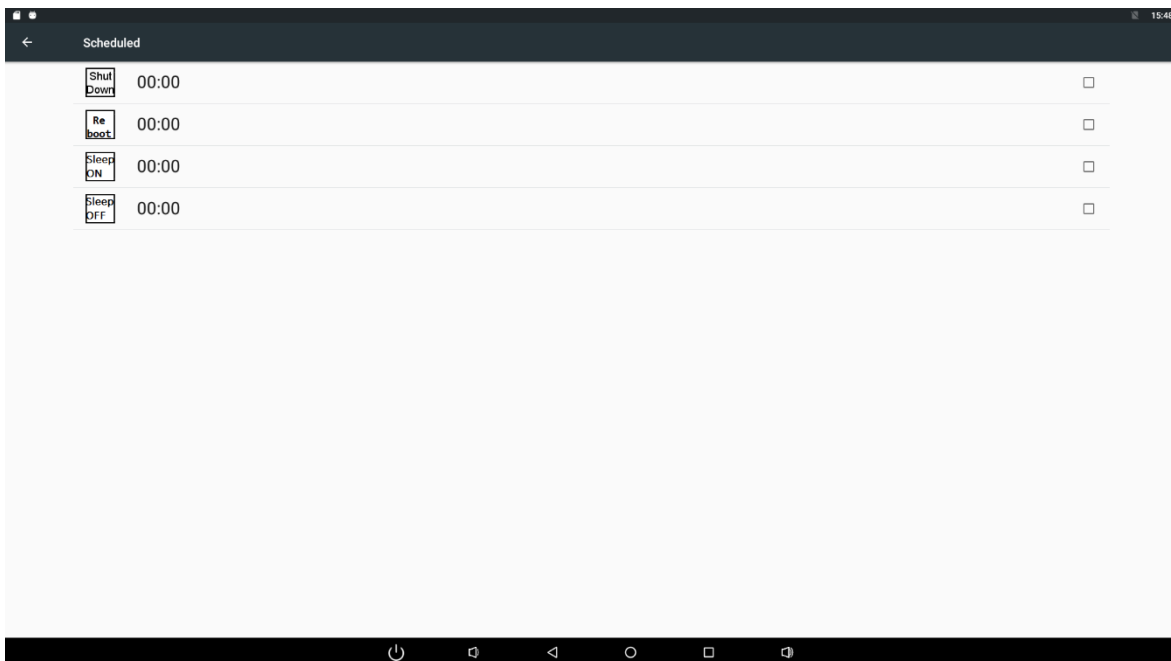 15:48
Scheduled
Shut
Down
00:00
Re
boot
00:00
Sleep
ON
00:00
Sleep
OFF
00:00